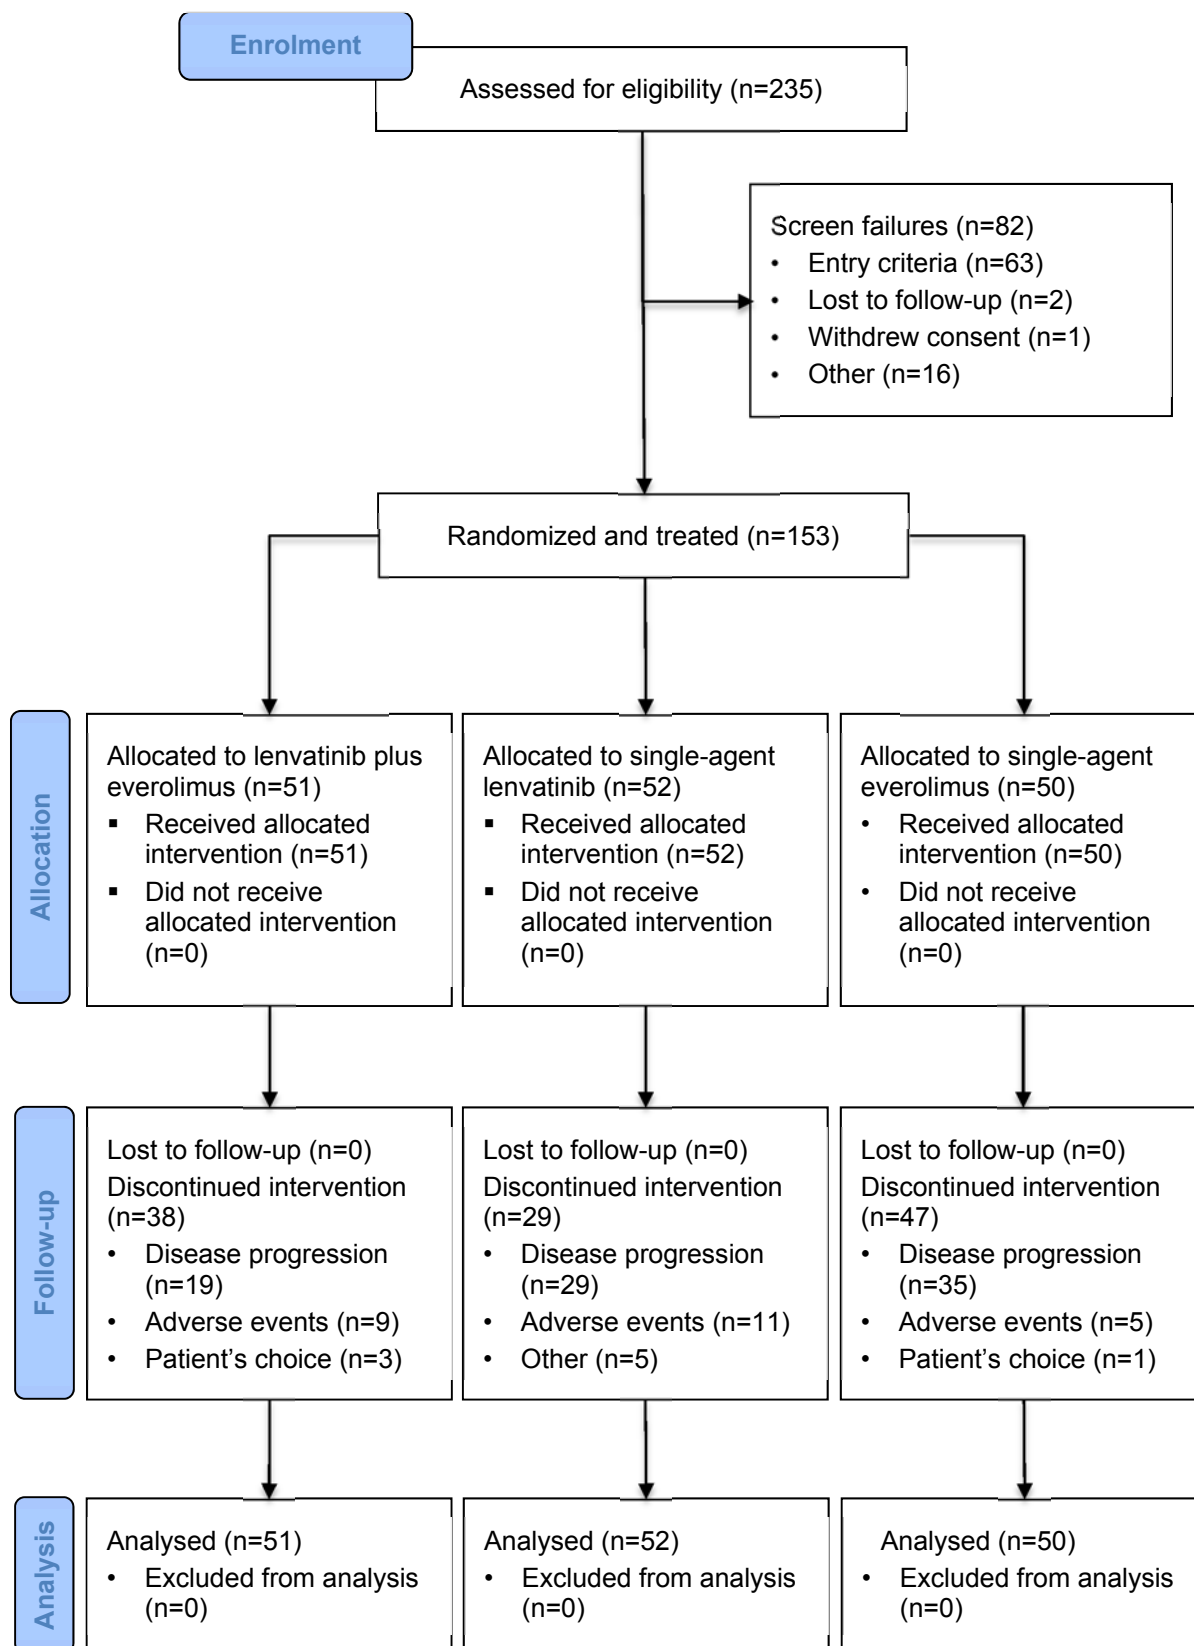 Enrolment
Assessed for eligibility (n=235)
Screen failures (n=82)
• Entry criteria (n=63)
• Lost to follow-up (n=2)
• Withdrew consent (n=1)
• Other (n=16)
Randomized and treated (n=153)
Allocation
Allocated to lenvatinib plus
everolimus (n=51)
▪ Received allocated
intervention (n=51)
▪ Did not receive
allocated intervention
(n=0)
Allocated to single-agent
lenvatinib (n=52)
▪ Received allocated
intervention (n=52)
▪ Did not receive
allocated intervention
(n=0)
Allocated to single-agent
everolimus (n=50)
• Received allocated
intervention (n=50)
• Did not receive
allocated intervention
(n=0)
Follow-up
Lost to follow-up (n=0)
Discontinued intervention
(n=38)
• Disease progression
(n=19)
• Adverse events (n=9)
• Patient’s choice (n=3)
Lost to follow-up (n=0)
Discontinued intervention
(n=29)
• Disease progression
(n=29)
• Adverse events (n=11)
• Other (n=5)
Lost to follow-up (n=0)
Discontinued intervention
(n=47)
• Disease progression
(n=35)
• Adverse events (n=5)
• Patient’s choice (n=1)
Analysis
Analysed (n=51)
• Excluded from analysis
(n=0)
Analysed (n=52)
• Excluded from analysis
(n=0)
Analysed (n=50)
• Excluded from analysis
(n=0)